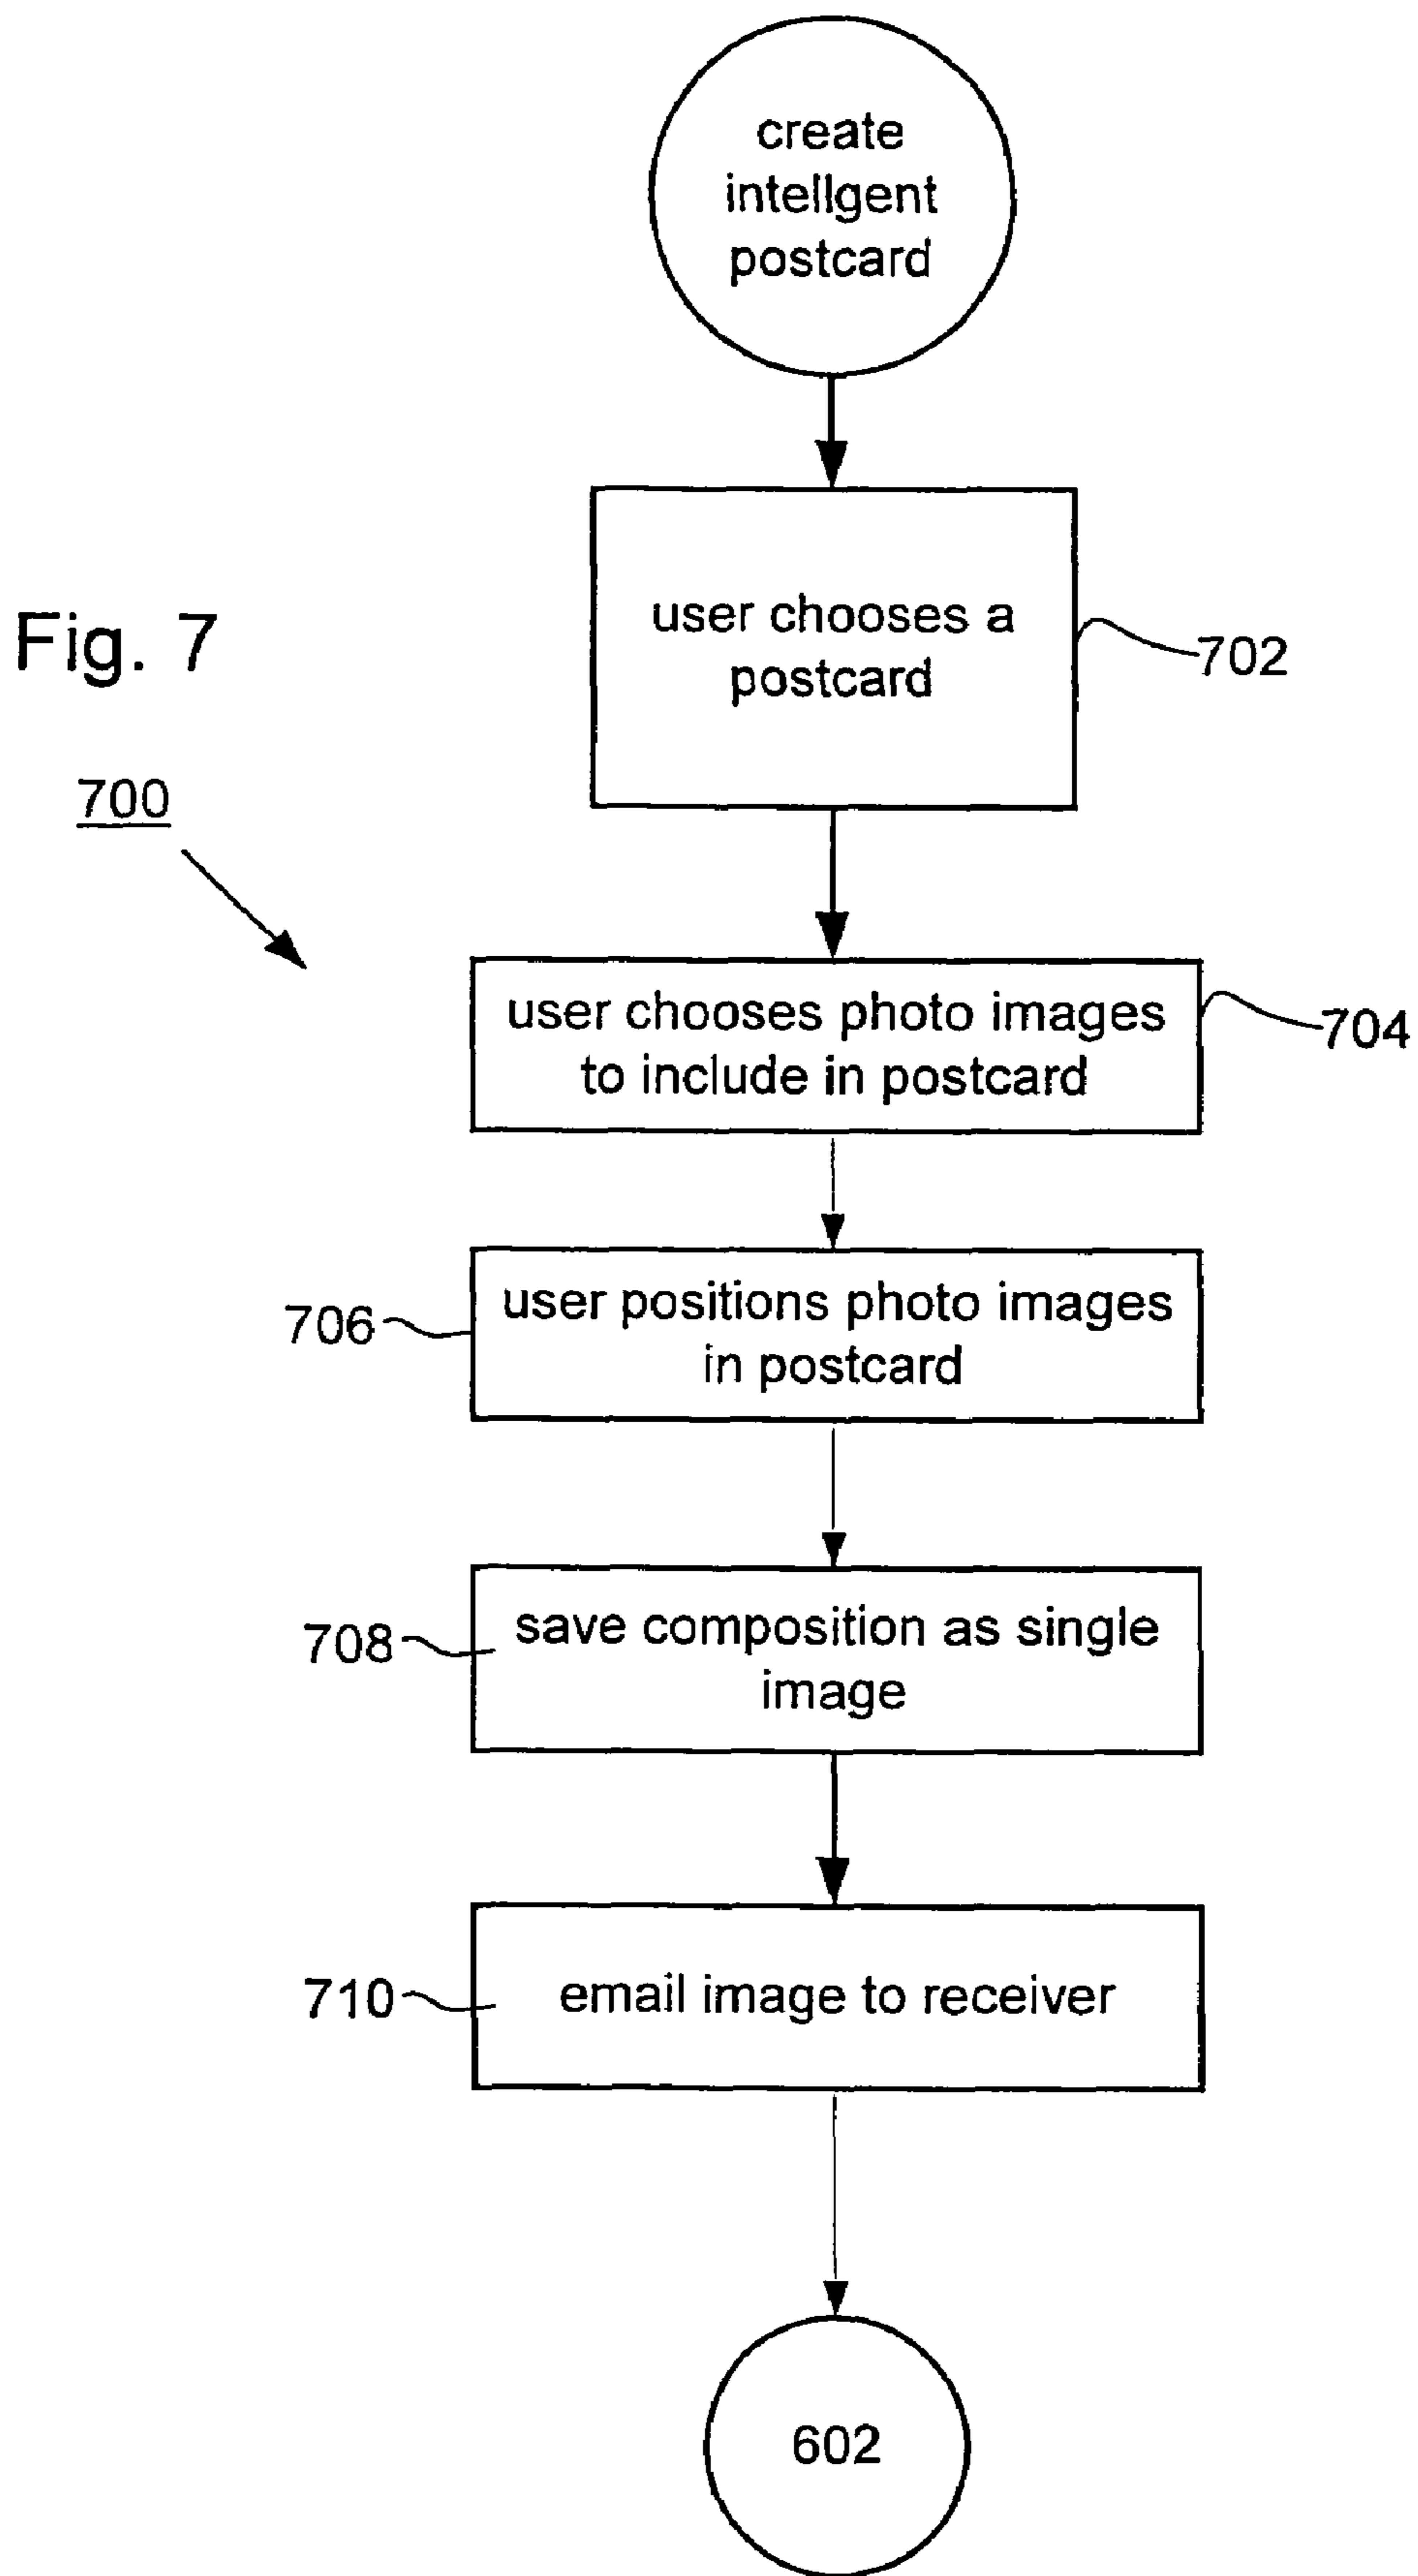 create
intellgent
postcard
Fig. 7
user chooses a
postcard
702
700
user chooses photo images
to include in postcard
704
706
user positions photo images
in postcard
708
save composition as single
image
710
email image to receiver
602